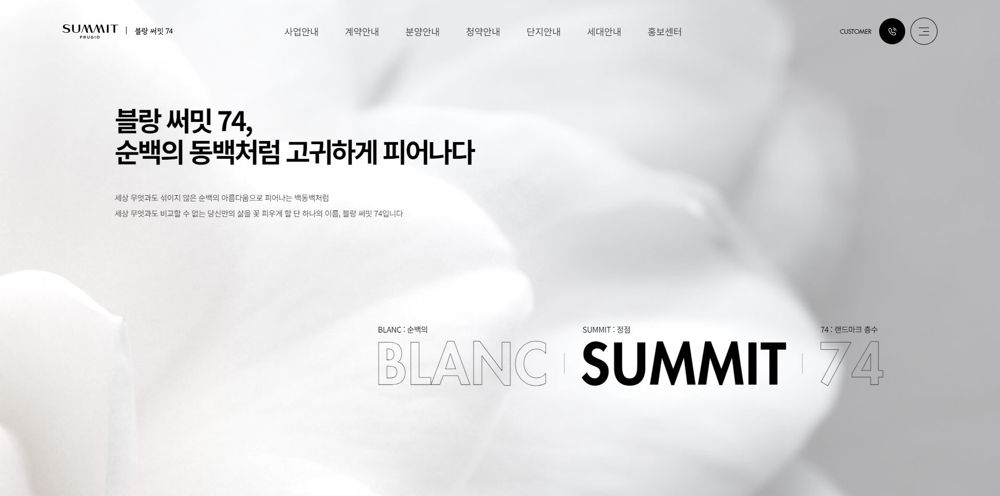 SUMMIT
PRUGIO
블랑 써밋 74
사업안내 계약안내 분양안내 청약안내 단지안내 세대안내 홍보센터
CUSTOMER
블랑 써밋 74,
순백의 동백처럼 고귀하게 피어나다
세상 무엇과도 섞이지 않은 순백의 아름다움으로 피어나는 백동백처럼
세상 무엇과도 비교할 수 없는 당신만의 삶을 꽃 피우게 할 단 하나의 이름, 블랑 써밋 74입니다
BLANC : 순백의
BLANC
SUMMIT : 정점
SUMMIT
74 : 랜드마크 층수
74